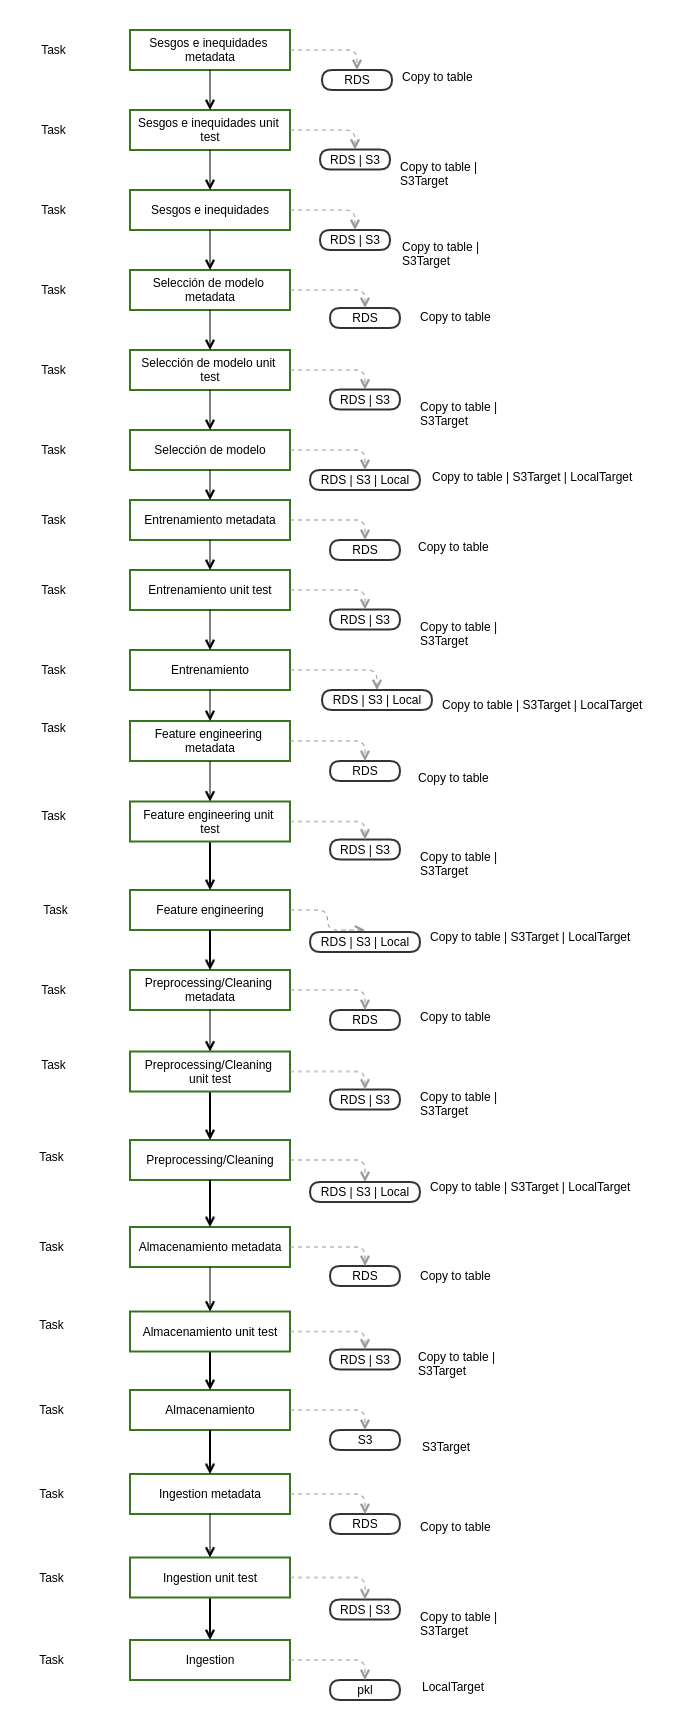 Task
Sesgos e inequidades
metadata
RDS
Copy to table
Task
Sesgos e inequidades unit
test
RDS | S3
Copy to table |
S3Target
Task
Sesgos e inequidades
RDS | S3
Copy to table |
S3Target
Task
Selección de modelo
metadata
RDS
Copy to table
Task
Selección de modelo unit
test
RDS | S3
Copy to table |
S3Target
Task
Selección de modelo
RDS | S3 | Local
Copy to table | S3Target | LocalTarget
Task
Entrenamiento metadata
RDS
Copy to table
Task
Entrenamiento unit test
RDS | S3
Copy to table |
S3Target
Task
Entrenamiento
RDS | S3 | Local
Copy to table | S3Target | LocalTarget
Task
Feature engineering
metadata
RDS
Copy to table
Task
Feature engineering unit
test
RDS | S3
Copy to table |
S3Target
Task
Feature engineering
RDS | S3 | Local
Copy to table | S3Target | LocalTarget
Task
Preprocessing/Cleaning
metadata
RDS
Copy to table
Task
Preprocessing/Cleaning
unit test
RDS | S3
Copy to table |
S3Target
Task
Preprocessing/Cleaning
RDS | S3 | Local
Copy to table | S3Target | LocalTarget
Task
Almacenamiento metadata
RDS
Copy to table
Task
Almacenamiento unit test
RDS | S3
Copy to table |
S3Target
Task
Almacenamiento
S3
S3Target
Task
Ingestion metadata
RDS
Copy to table
Task
Ingestion unit test
RDS | S3
Copy to table |
S3Target
Task
Ingestion
pkl
LocalTarget